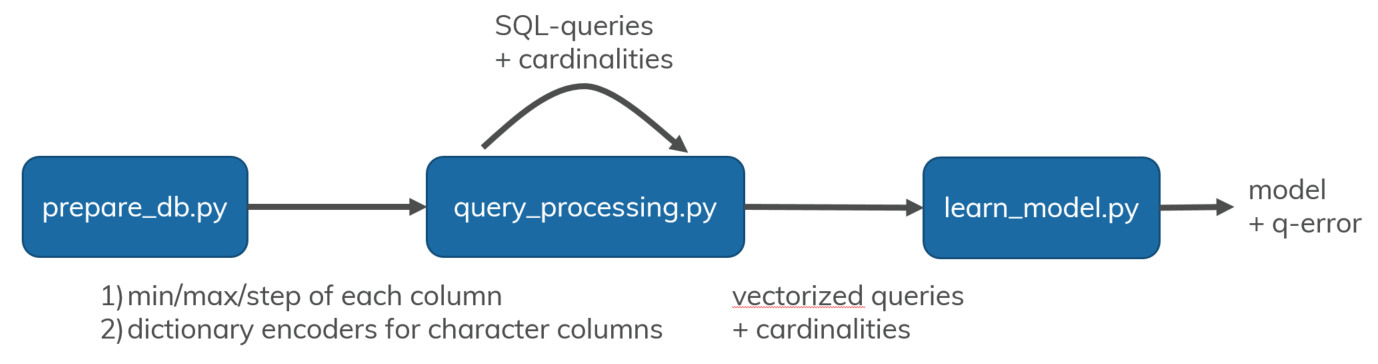 SQL-queries
+ cardinalities
prepare_db.py
query_processing.py
learn_model.py
model
+ q-error
1) min/max/step of each column
2) dictionary encoders for character columns
vectorized queries
+ cardinalities